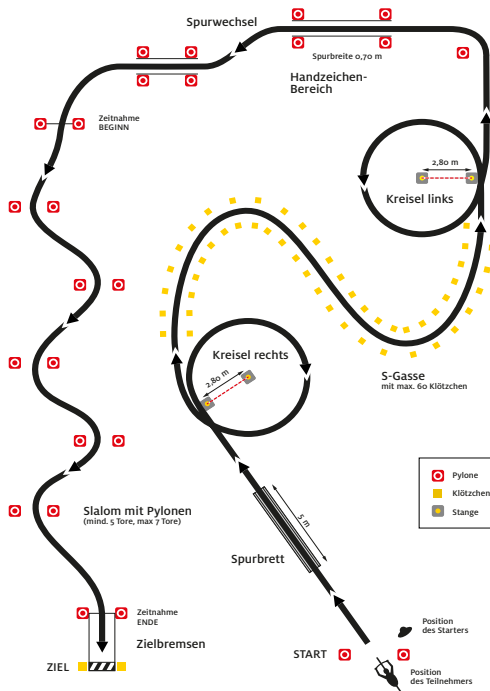 Spurwechsel
Spurbreite 0,70 m
Handzeichen-
Bereich
Zeitnahme
BEGINN
2,80 m
Kreisel links
Kreisel rechts
2,80 m
S-Gasse
mit max. 60 Klötzchen
Pylone
Klötzchen
Stange
Slalom mit Pylonen
(mind. 5 Tore, max 7 Tore)
5 m
Spurbrett
Zeitnahme
ENDE
Zielbremsen
ZIEL
START
Position
des Starters
Position
des Teilnehmers